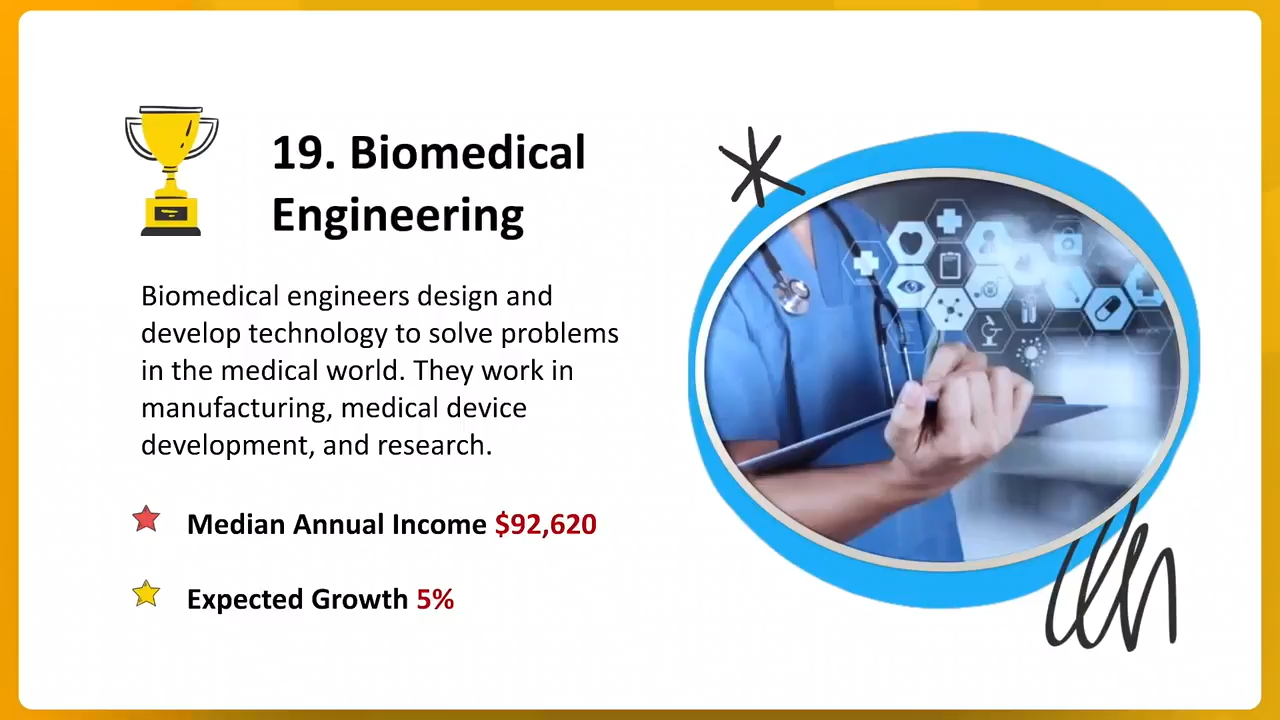 19. Biomedical
Engineering
Biomedical engineers design and
develop technology to solve problems
in the medical world. They work in
manufacturing, medical device
development, and research.
Median Annual Income $92,620
Expected Growth 5%